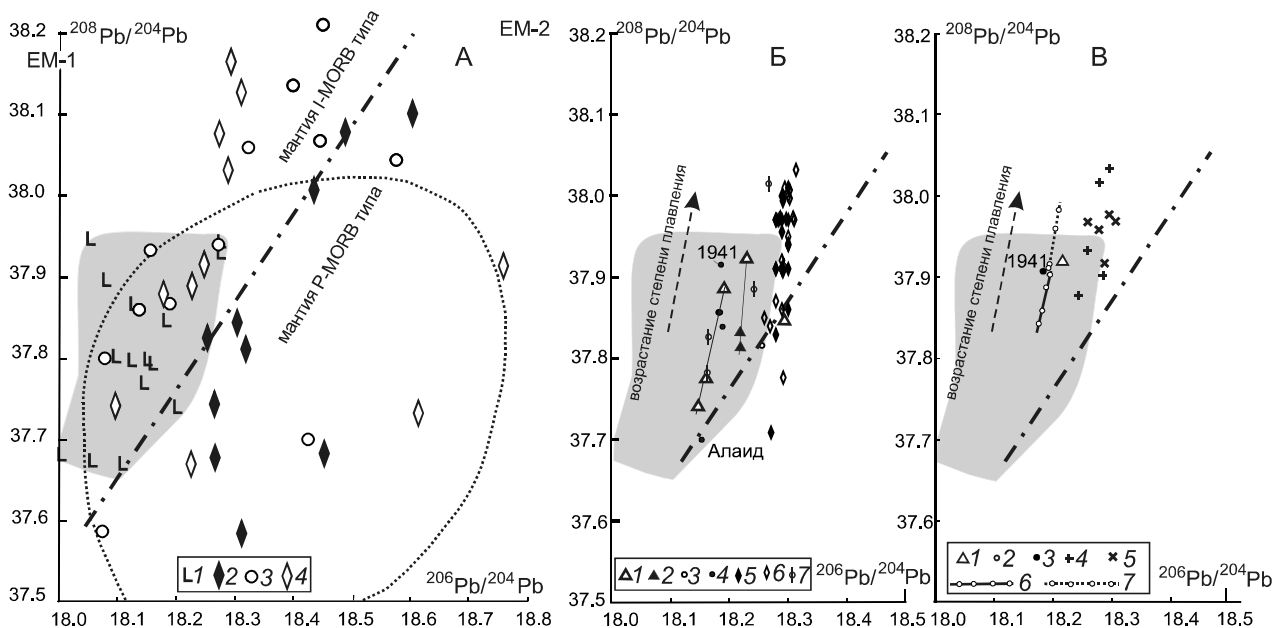 38.2
208Pb/204Pb
EM-1
EM-2
А
мантия I-MORB типа
мантия P-MORB типа
38.1
38.0
37.9
37.8
37.7
37.6
37.5
L1 2 3 4
206Pb/204Pb
18.0 18.1 18.2 18.3 18.4 18.5 18.6 18.7 18.8
38.2
208Pb/204Pb
Б
38.1
38.0
37.9
37.8
37.7
37.6
37.5
возрастание степени плавления
1941
Алаид
1 2 3 4 5 6 7
206Pb/204Pb
18.0 18.1 18.2 18.3 18.4 18.5
38.2
208Pb/204Pb
В
38.1
38.0
37.9
37.8
37.7
37.6
37.5
возрастание степени плавления
1941
1 2 3 4 5
6 7
206Pb/204Pb
18.0 18.1 18.2 18.3 18.4 18.5